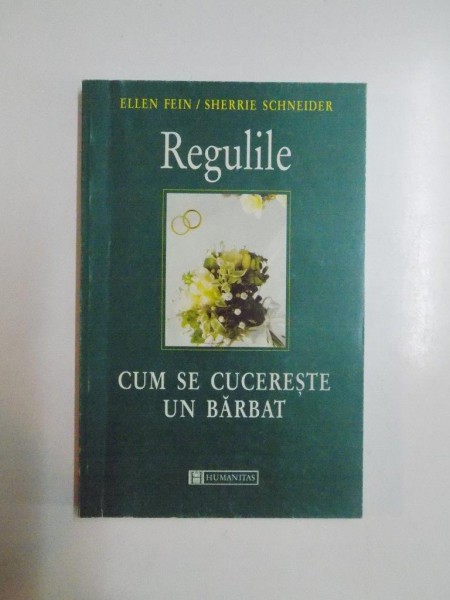 ELLEN FEIN / SHERRIE SCHNEIDER
Regulile
CUM SE CUCEREȘTE
UN BĂRBAT
HUMANITAS